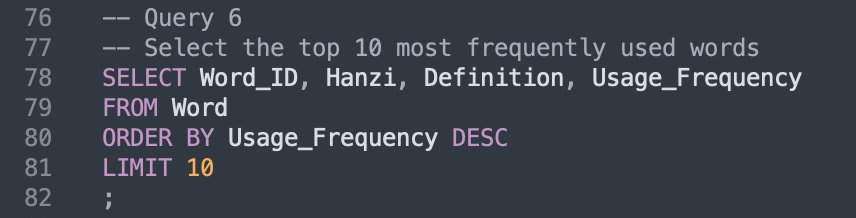 76 -- Query 6
77 -- Select the top 10 most frequently used words
78 SELECT Word_ID, Hanzi, Definition, Usage_Frequency
79 FROM Word
80 ORDER BY Usage_Frequency DESC
81 LIMIT 10
82 ;